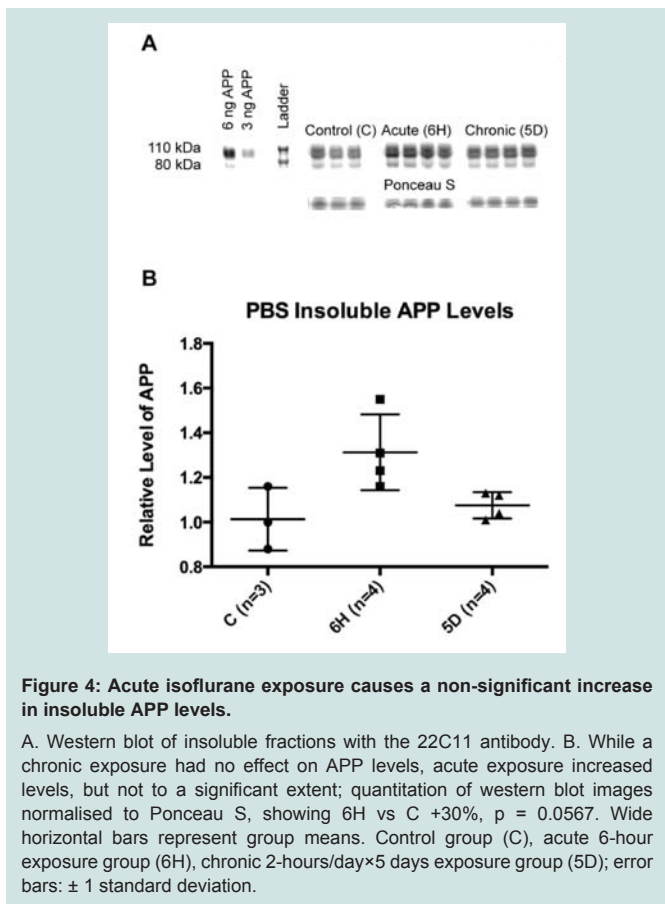 A
6 ng APP
3 ng APP
Ladder
Control (C) Acute (6H) Chronic (5D)
110 kDa
80 kDa
Ponceau S
B
PBS Insoluble APP Levels
Relative Level of APP
1.8
1.6
1.4
1.2
1.0
0.8
C (n=3)
6H (n=4)
5D (n=4)
Figure 4: Acute isoflurane exposure causes a non-significant increase
in insoluble APP levels.
A. Western blot of insoluble fractions with the 22C11 antibody. B. While a
chronic exposure had no effect on APP levels, acute exposure increased
levels, but not to a significant extent; quantitation of western blot images
normalised to Ponceau S, showing 6H vs C +30%, p = 0.0567. Wide
horizontal bars represent group means. Control group (C), acute 6-hour
exposure group (6H), chronic 2-hours/day×5 days exposure group (5D); error
bars: ± 1 standard deviation.